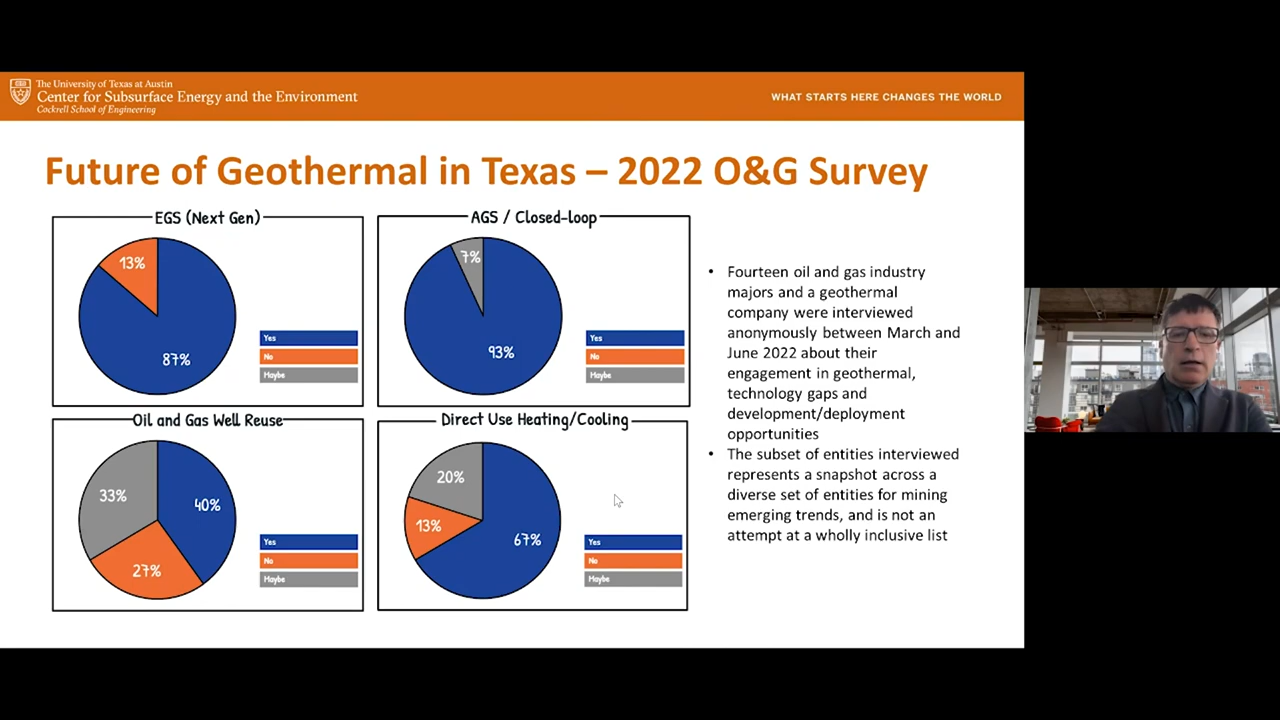 The University of Texas at Austin
Center for Subsurface Energy and the Environment
Cockrell School of Engineering
WHAT STARTS HERE CHANGES THE WORLD
Future of Geothermal in Texas – 2022 O&G Survey
EGS (Next Gen)
13%
87%
Yes
No
Maybe
AGS / Closed-loop
7%
93%
Yes
No
Maybe
Oil and Gas Well Reuse
33%
40%
27%
Yes
No
Maybe
Direct Use Heating/Cooling
20%
13%
67%
Yes
No
Maybe
• Fourteen oil and gas industry
majors and a geothermal
company were interviewed
anonymously between March and
June 2022 about their
engagement in geothermal,
technology gaps and
development/deployment
opportunities
• The subset of entities interviewed
represents a snapshot across a
diverse set of entities for mining
emerging trends, and is not an
attempt at a wholly inclusive list